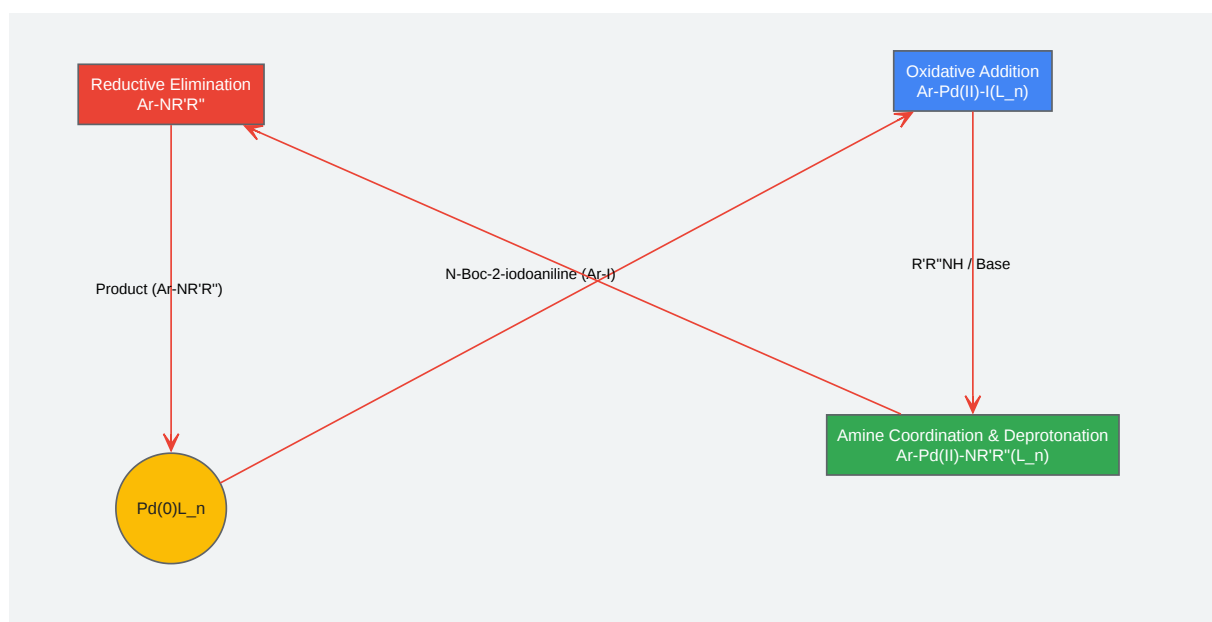 Reductive Elimination
Ar-NR'R"
Oxidative Addition
Ar-Pd(II)-I(L_n)
Product (Ar-NR'R")
N-Boc-2-iodoaniline (Ar-I)
R'R"NH / Base
Amine Coordination & Deprotonation
Ar-Pd(II)-NR'R"(L_n)
Pd(0)L_n